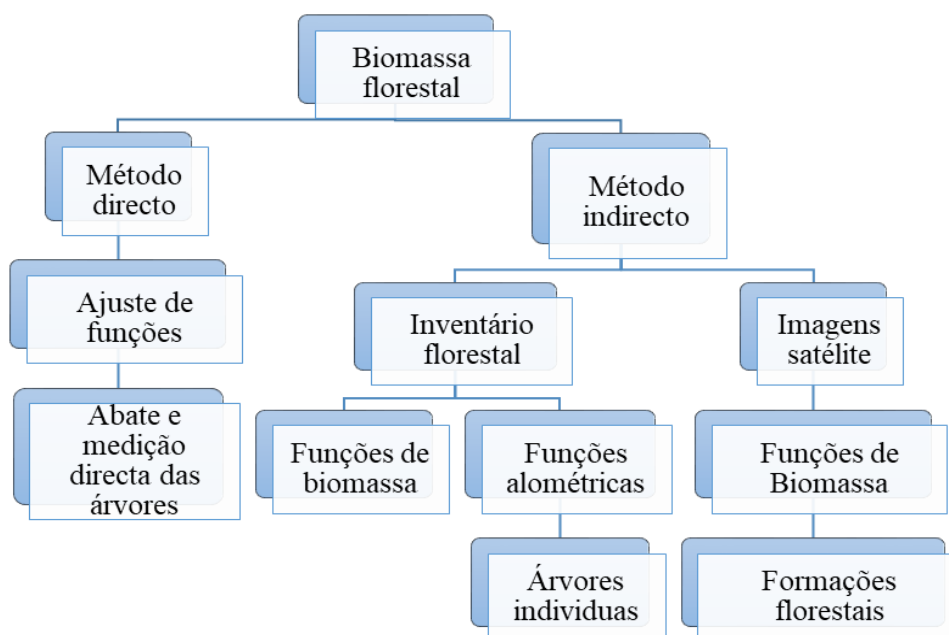 Biomassa
florestal
Método
directo
Método
indirecto
Ajuste de
funções
Inventário
florestal
Imagens
satélite
Abate e
medição
directa das
árvores
Funções de
biomassa
Funções
alométricas
Funções de
Biomassa
Árvores
individuas
Formações
florestais